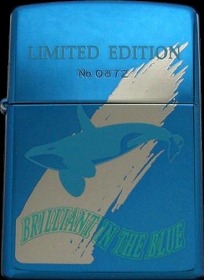 LIMITED EDITION
No. 0872
BRILLIANT IN THE BLUE